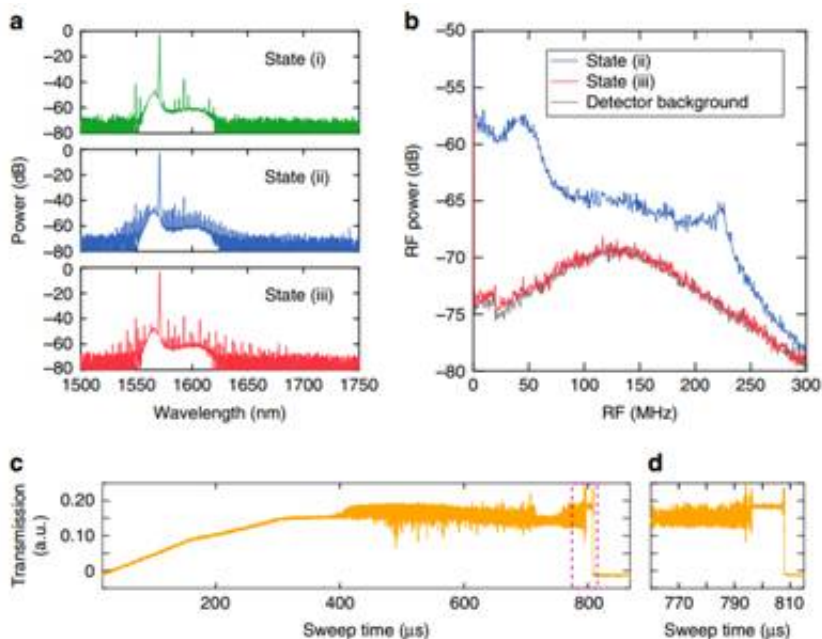 a
0
−20
−40
−60
−80
State (i)
0
−20
−40
−60
−80
State (ii)
0
−20
−40
−60
−80
State (iii)
Power (dB)
1500 1550 1600 1650 1700 1750
Wavelength (nm)
b
−50
−55
−60
−65
−70
−75
−80
RF power (dB)
State (ii)
State (iii)
Detector background
0 50 100 150 200 250 300
RF (MHz)
c
Transmission
(a.u.)
0.20
0.10
0
200 400 600 800
Sweep time (μs)
d
770 790 810
Sweep time (μs)